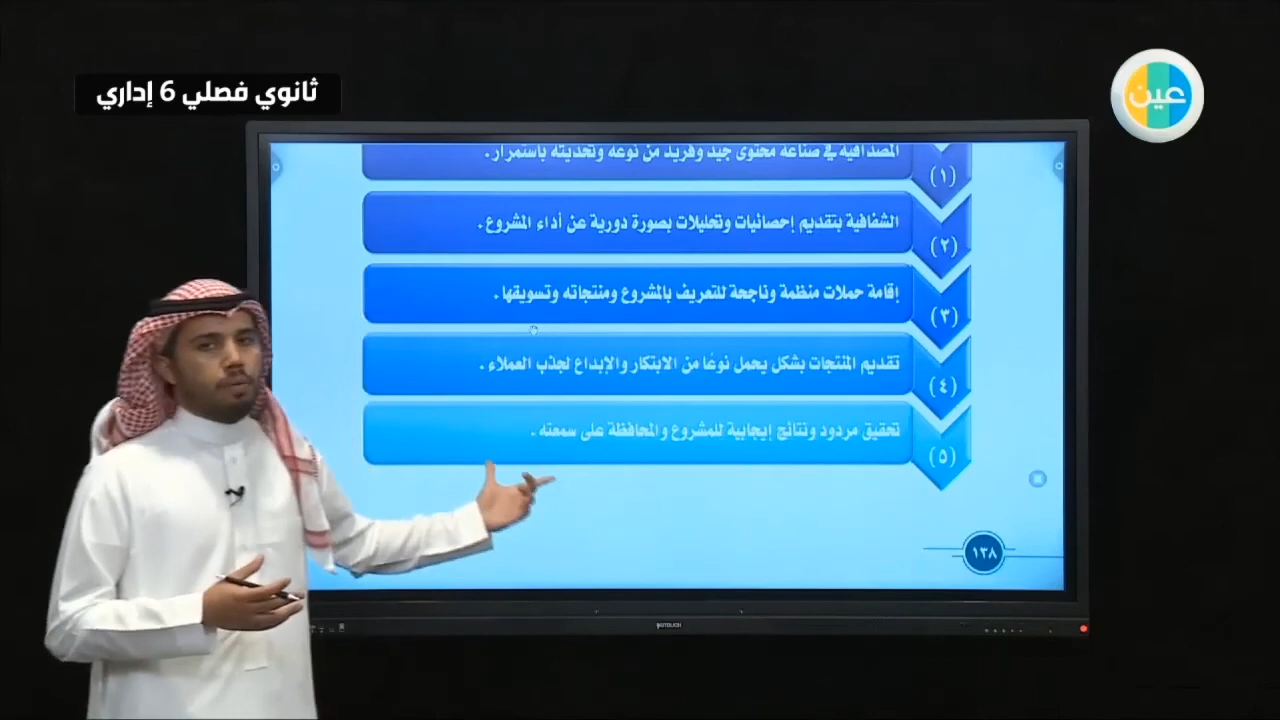 ثانوي فصلي 6 إداري
عين
(١) المصداقية في صناعة محتوى جيد وفريد من نوعه وتحديثه باستمرار.
(٢) الشفافية بتقديم إحصائيات وتحليلات بصورة دورية عن أداء المشروع.
(٣) إقامة حملات منظمة وناجحة للتعريف بالمشروع ومنتجاته وتسويقها.
(٤) تقديم المنتجات بشكل يحمل نوعًا من الابتكار والإبداع لجذب العملاء.
(٥) تحقيق مردود ونتائج إيجابية للمشروع والمحافظة على سمعته.
١٣٨